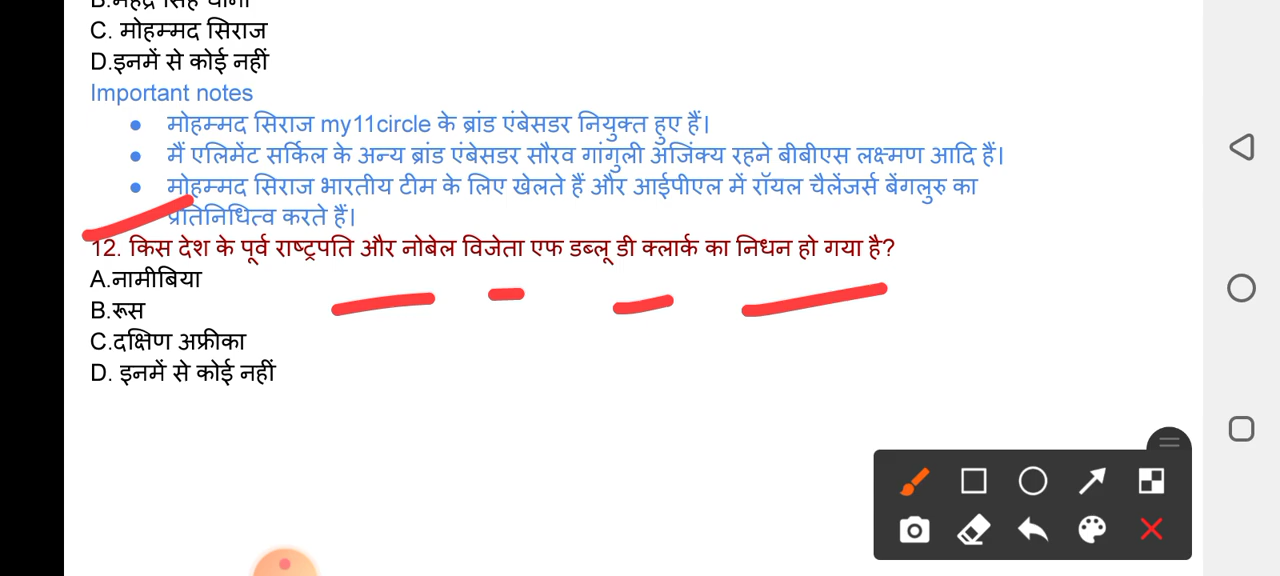 B.महेंद्र सिंह धोनी
C. मोहम्मद सिराज
D.इनमें से कोई नहीं
Important notes
● मोहम्मद सिराज my11circle के ब्रांड एंबेसडर नियुक्त हुए हैं।
● मैं एलिमेंट सर्किल के अन्य ब्रांड एंबेसडर सौरव गांगुली अजिंक्य रहने बीबीएस लक्ष्मण आदि हैं।
● मोहम्मद सिराज भारतीय टीम के लिए खेलते हैं और आईपीएल में रॉयल चैलेंजर्स बेंगलुरु का
प्रतिनिधित्व करते हैं।
12. किस देश के पूर्व राष्ट्रपति और नोबेल विजेता एफ डब्लू डी क्लार्क का निधन हो गया है?
A.नामीबिया
B.रूस
C.दक्षिण अफ्रीका
D. इनमें से कोई नहीं